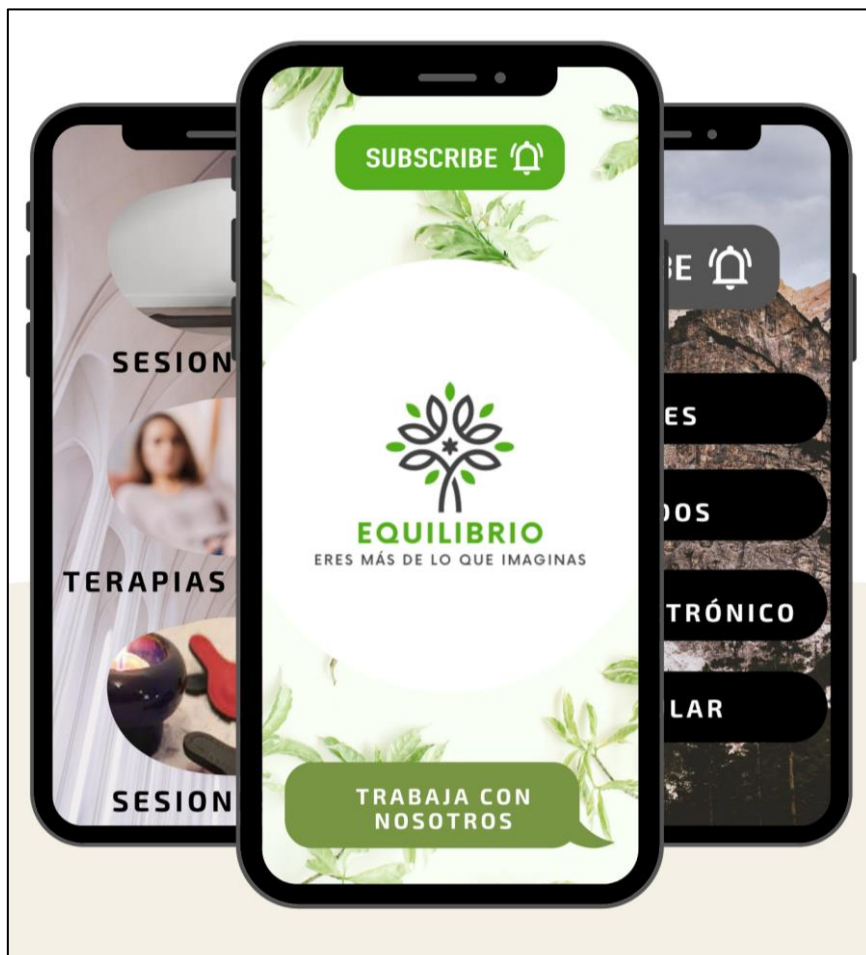 SUBSCRIBE
EQUILIBRIO
ERES MÁS DE LO QUE IMAGINAS
TRABAJA CON
NOSOTROS
SESION
TERAPIAS
SESION
BE
ES
DOS
TRÓNICO
LAR